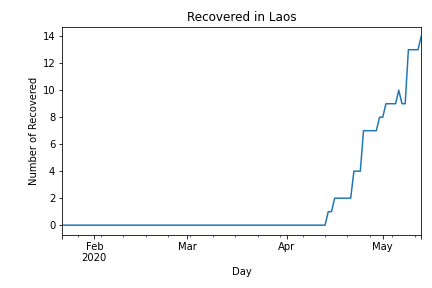 Recovered in Laos
Number of Recovered
14
12
10
8
6
4
2
0
Feb
2020
Mar
Apr
May
Day